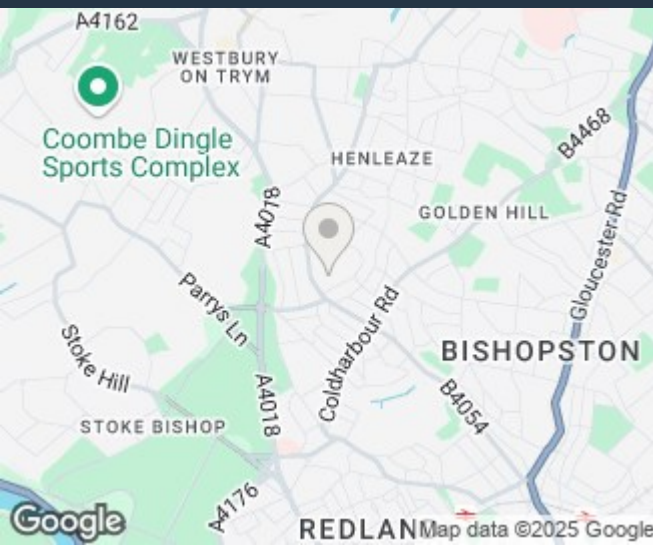 A4162
WESTBURY
ON TRYM
Coombe Dingle
Sports Complex
HENLEAZE
B4468
A4018
GOLDEN HILL
Gloucester Rd
Parrys Ln
Coldharbour Rd
Stoke Hill
BISHOPSTON
A4018
B4054
STOKE BISHOP
A4176
Google
REDLAN
Map data ©2025 Google